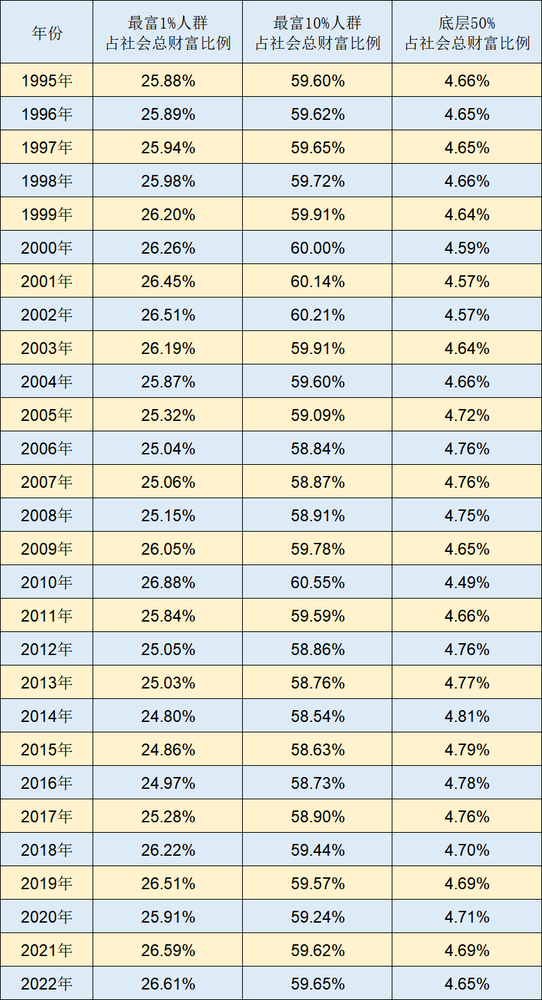 年份 最富1%人群 最富10%人群 底层50%
占社会总财富比例 占社会总财富比例 占社会总财富比例
1995年 25.88% 59.60% 4.66%
1996年 25.89% 59.62% 4.65%
1997年 25.94% 59.65% 4.65%
1998年 25.98% 59.72% 4.66%
1999年 26.20% 59.91% 4.64%
2000年 26.26% 60.00% 4.59%
2001年 26.45% 60.14% 4.57%
2002年 26.51% 60.21% 4.57%
2003年 26.19% 59.91% 4.64%
2004年 25.87% 59.60% 4.66%
2005年 25.32% 59.09% 4.72%
2006年 25.04% 58.84% 4.76%
2007年 25.06% 58.87% 4.76%
2008年 25.15% 58.91% 4.75%
2009年 26.05% 59.78% 4.65%
2010年 26.88% 60.55% 4.49%
2011年 25.84% 59.59% 4.66%
2012年 25.05% 58.86% 4.76%
2013年 25.03% 58.76% 4.77%
2014年 24.80% 58.54% 4.81%
2015年 24.86% 58.63% 4.79%
2016年 24.97% 58.73% 4.78%
2017年 25.28% 58.90% 4.76%
2018年 26.22% 59.44% 4.70%
2019年 26.51% 59.57% 4.69%
2020年 25.91% 59.24% 4.71%
2021年 26.59% 59.62% 4.69%
2022年 26.61% 59.65% 4.65%